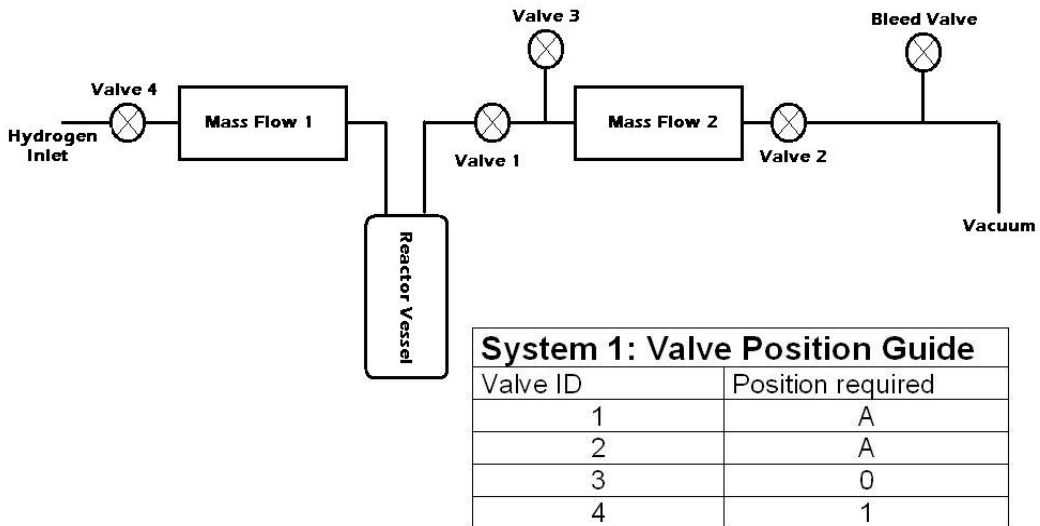 Valve 3
Bleed Valve
Valve 4
Mass Flow 1
Mass Flow 2
Hydrogen
Inlet
Valve 1
Valve 2
Vacuum
Reactor Vessel
System 1: Valve Position Guide
Valve ID Position required
1 A
2 A
3 0
4 1